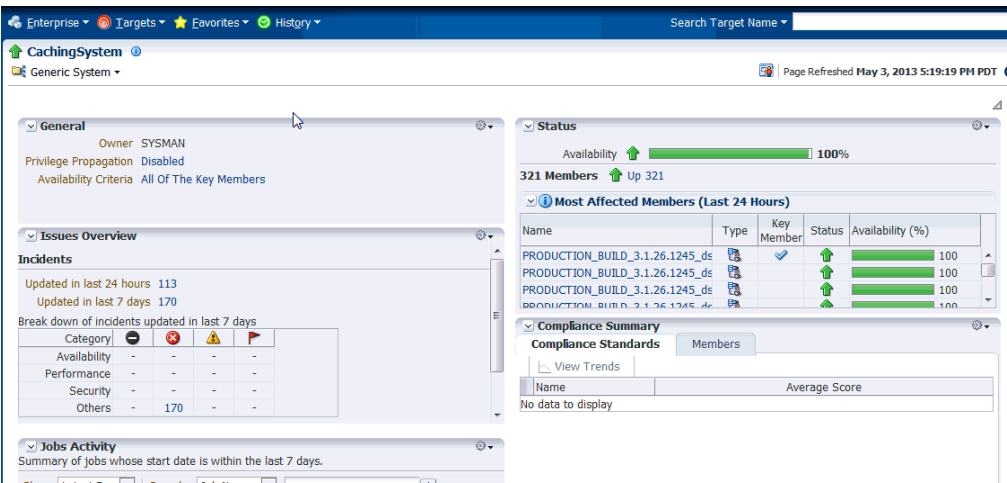 Enterprise Targets Favorites History Search Target Name
CachingSystem
Generic System
Page Refreshed May 3, 2013 5:19:19 PM PDT
General
Owner SYSMAN
Privilege Propagation Disabled
Availability Criteria All Of The Key Members
Issues Overview
Incidents
Updated in last 24 hours 113
Updated in last 7 days 170
Break down of incidents updated in last 7 days
Category
Availability - - - -
Performance - - - -
Security - - - -
Others - 170 - -
Jobs Activity
Summary of jobs whose start date is within the last 7 days.
Status
Availability 100%
321 Members Up 321
Most Affected Members (Last 24 Hours)
Name Type Key Member Status Availability (%)
PRODUCTION_BUILD_3.1.26.1245_ds 100
PRODUCTION_BUILD_3.1.26.1245_ds 100
PRODUCTION_BUILD_3.1.26.1245_ds 100
PRODUCTION_BUILD_3.1.26.1245_ds 100
Compliance Summary
Compliance Standards Members
View Trends
Name Average Score
No data to display